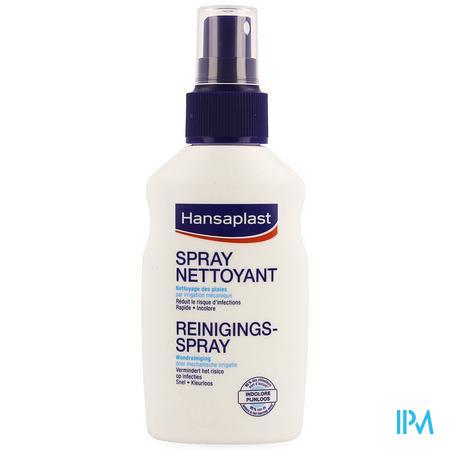 Hansaplast
SPRAY
NETTOYANT
Nettoyage des plaies
par irrigation mécanique
Réduit le risque d'infections
Rapide • Incolore
REINIGINGS-
SPRAY
Wondreiniging
door mechanische irrigatie
Vermindert het risico
op infecties
Snel • Kleurloos
INDOLORE
PIJNLOOS
IPM